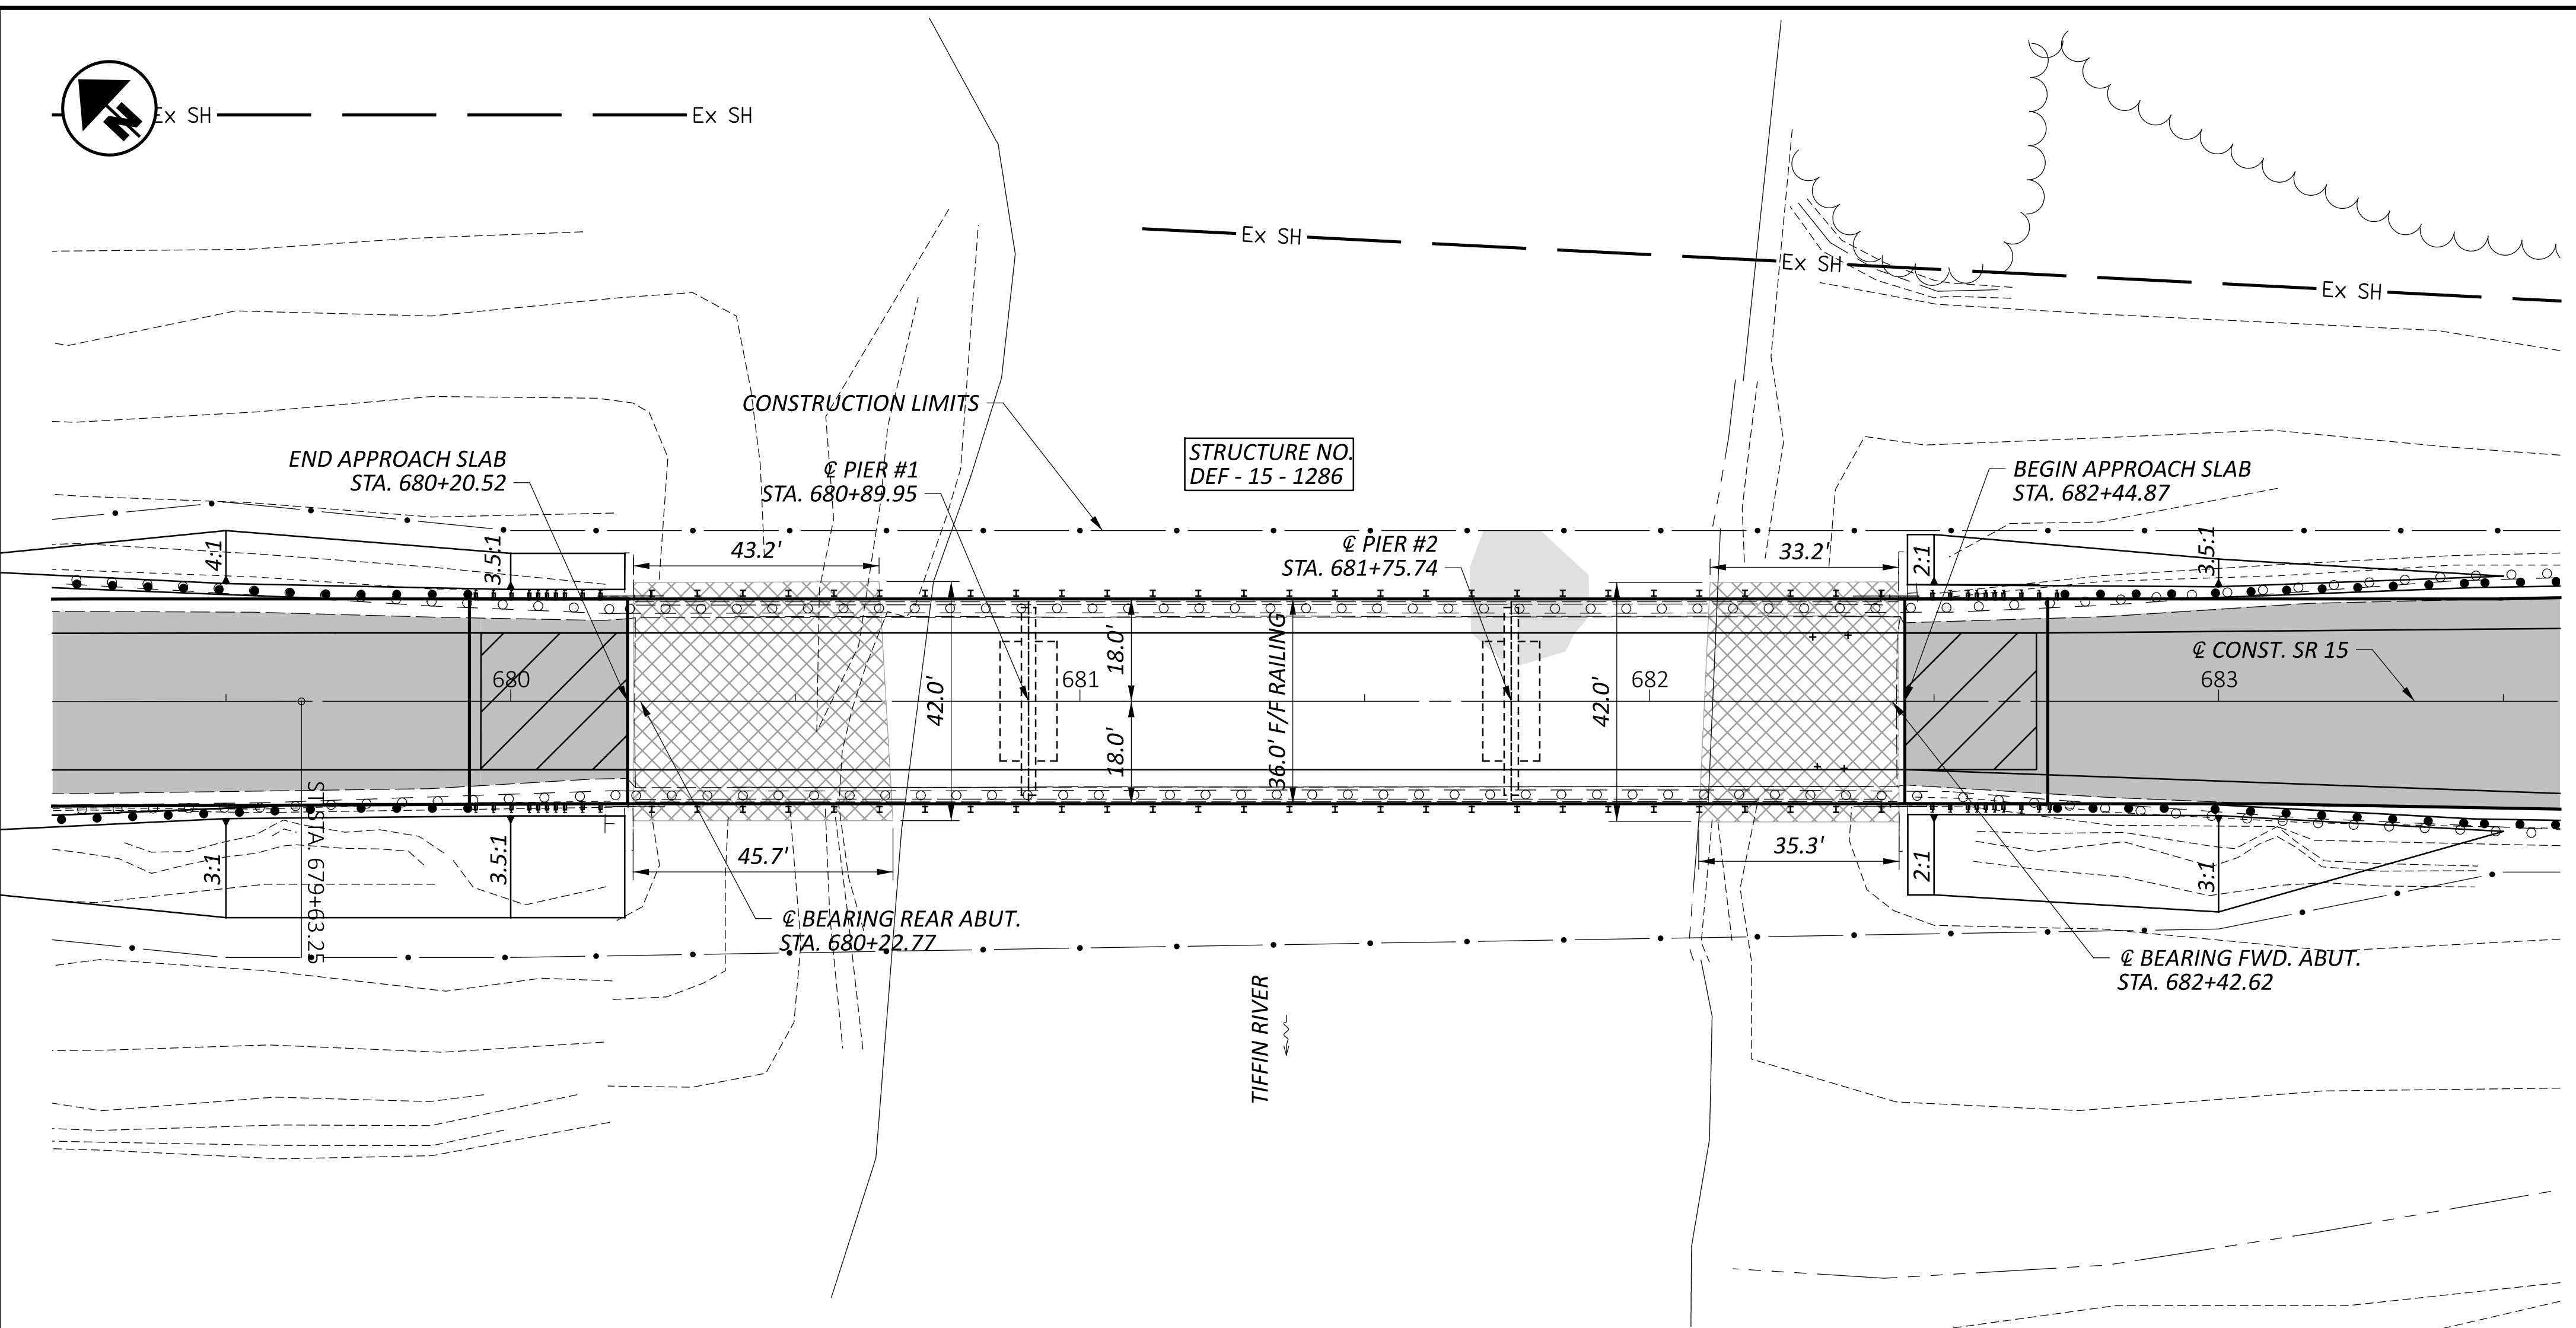 N
Ex SH
Ex SH
Ex SH
Ex SH
Ex SH
CONSTRUCTION LIMITS
STRUCTURE NO.
DEF - 15 - 1286
END APPROACH SLAB
STA. 680+20.52
℄ PIER #1
STA. 680+89.95
BEGIN APPROACH SLAB
STA. 682+44.87
℄ PIER #2
STA. 681+75.74
4:1
3.5:1
43.2'
33.2'
2:1
3.5:1
18.0'
36.0' F/F RAILING
℄ CONST. SR 15
680
681
682
683
42.0'
42.0'
18.0'
3:1
STA. 679+63.25
3.5:1
45.7'
35.3'
2:1
3:1
℄ BEARING REAR ABUT.
STA. 680+22.77
℄ BEARING FWD. ABUT.
STA. 682+42.62
TIFFIN RIVER